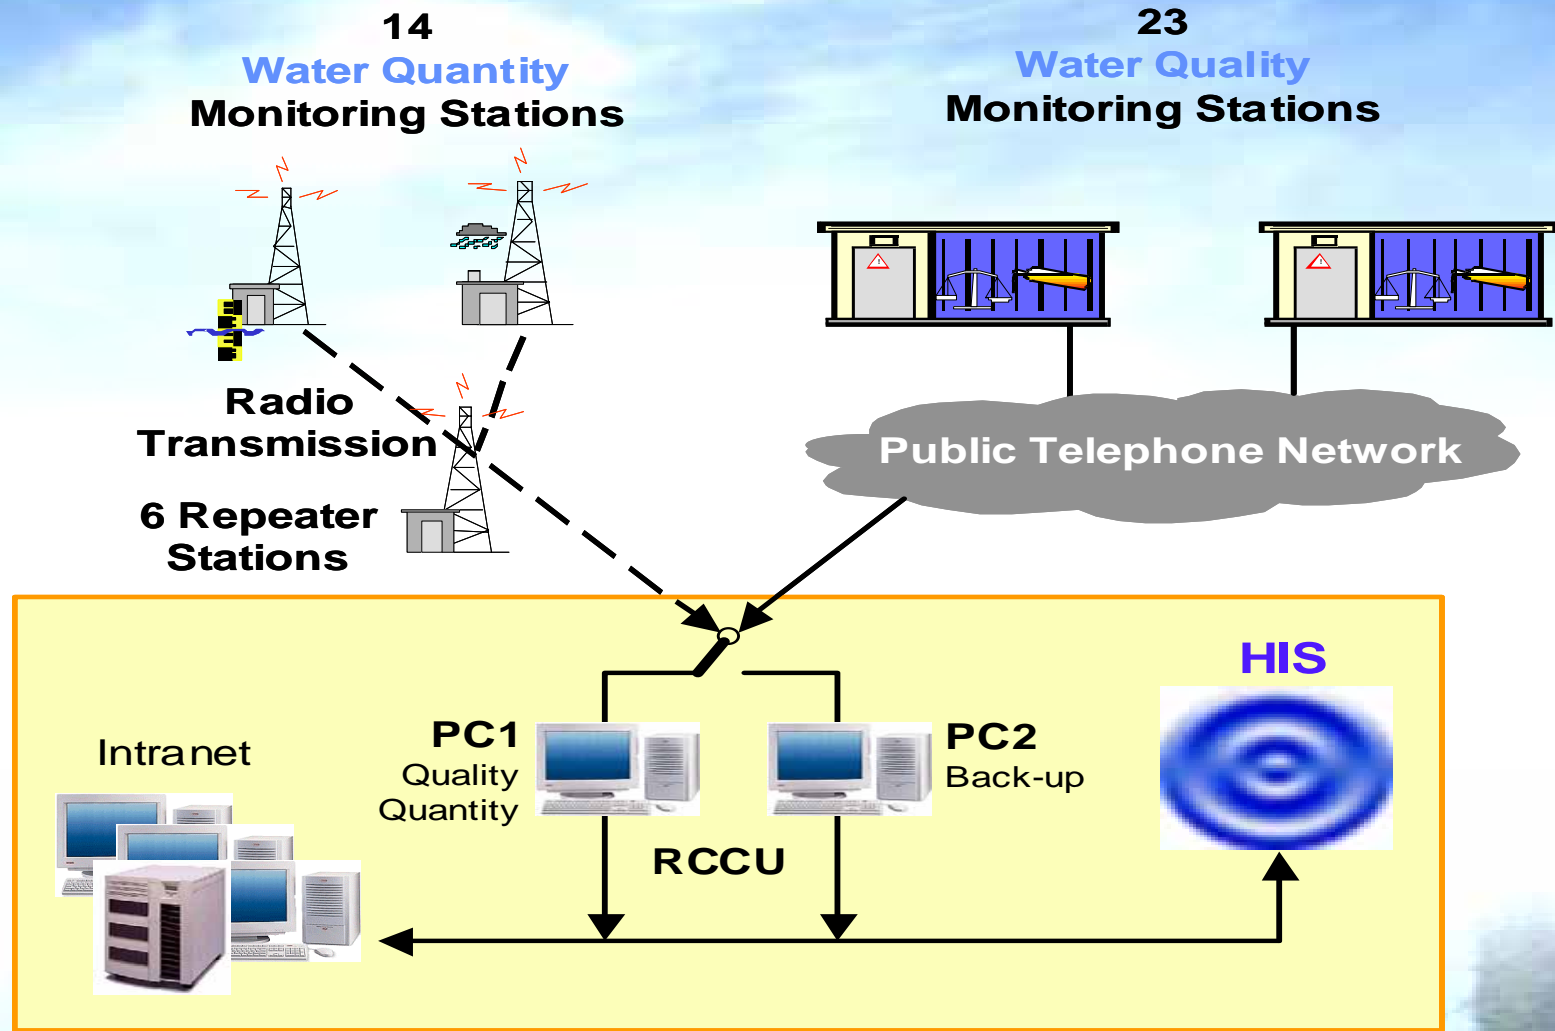 14
Water Quantity
Monitoring Stations
23
Water Quality
Monitoring Stations
Radio
Transmission
6 Repeater
Stations
Public Telephone Network
HIS
Intranet
PC1
Quality
Quantity
PC2
Back-up
RCCU